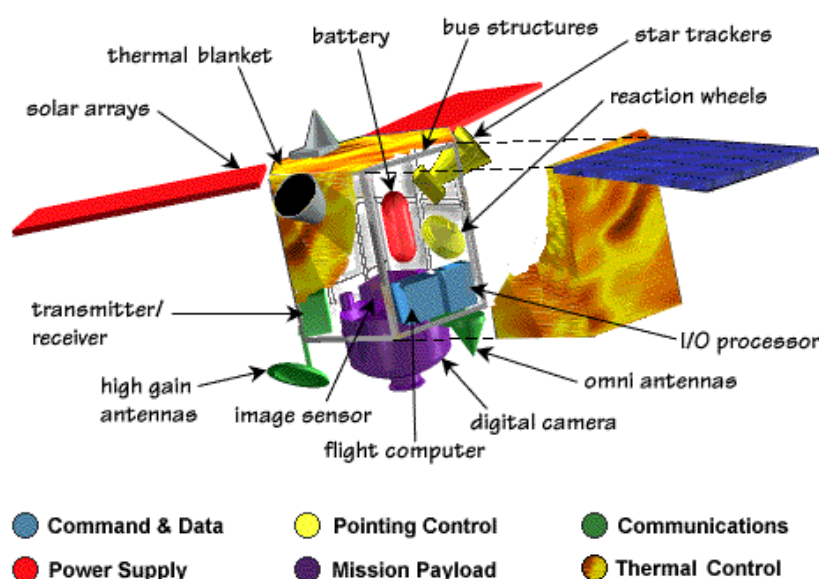 battery
bus structures
star trackers
thermal blanket
reaction wheels
solar arrays
transmitter/
receiver
I/O processor
high gain
antennas
image sensor
omni antennas
digital camera
flight computer
Command & Data
Pointing Control
Communications
Power Supply
Mission Payload
Thermal Control